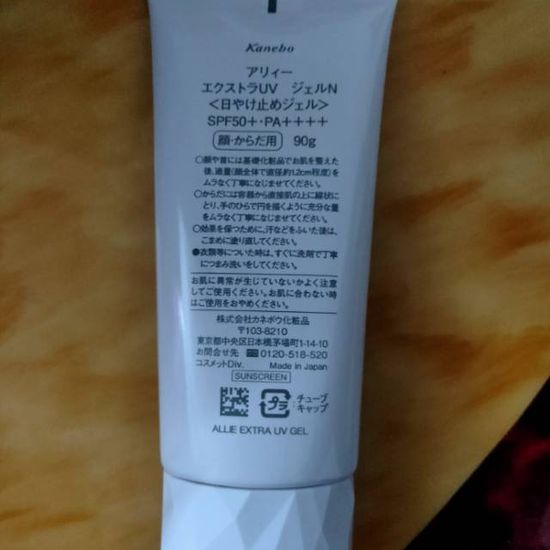 Kanebo
アリィー
エクストラUV ジェルN
<日やけ止めジェル>
SPF50+・PA++++
顔・からだ用 90g
○顔や首には基礎化粧品でお肌を整えた
後、適量(顔全体で直径約1.2cm程度)を
ムラなく丁寧になじませてください。
○からだには容器から直接肌の上に線状に
とり、手のひらで円を描くように充分な量
をムラなく丁寧になじませてください。
○効果を保つために、汗などをふいた後は、
こまめに塗り直してください。
●衣類等についた時は、すぐに洗剤で丁寧
につまみ洗いをしてください。
お肌に異常が生じていないかよく注意
してご使用ください。お肌に合わない時
はご使用をおやめください。
株式会社カネボウ化粧品
〒103-8210
東京都中央区日本橋茅場町1-14-10
お問合せ先 0120-518-520
コスメットDiv. Made in Japan
SUNSCREEN
プラ チューブ
キャップ
ALLIE EXTRA UV GEL